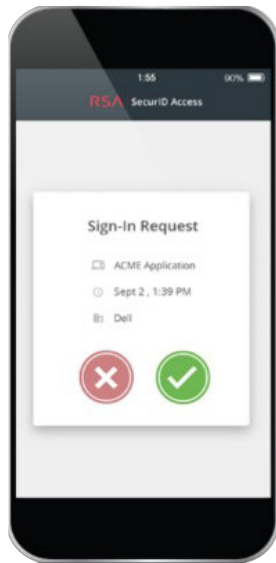 1:55 90%
RSA SecurID Access
Sign-In Request
ACME Application
Sept 2 , 1:39 PM
Dell